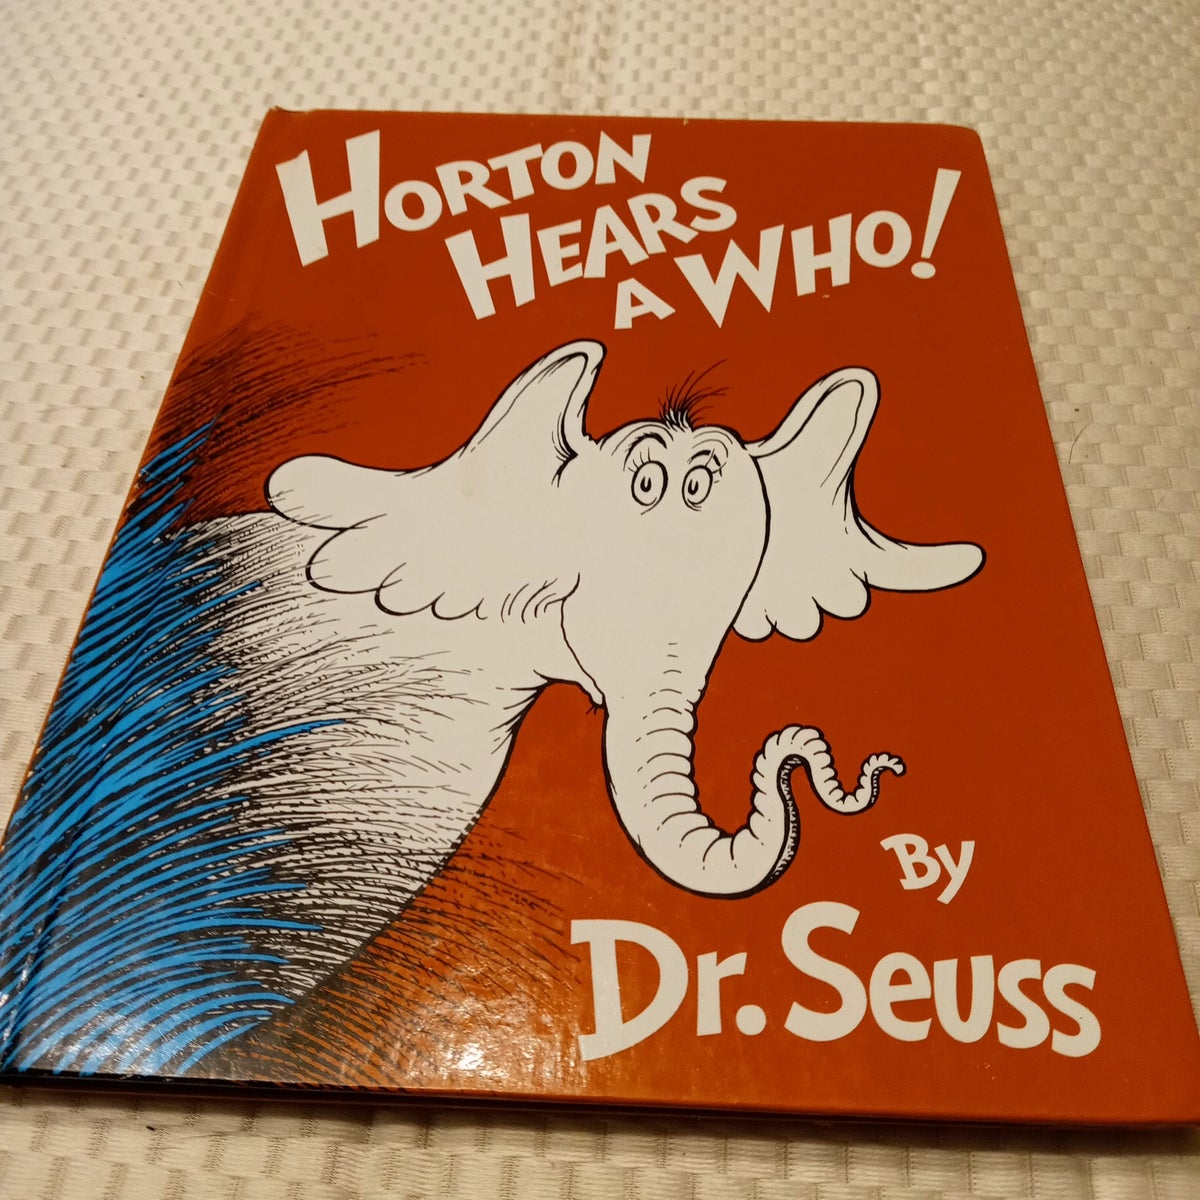 HORTON
HEARS
A WHO!
By
Dr. Seuss